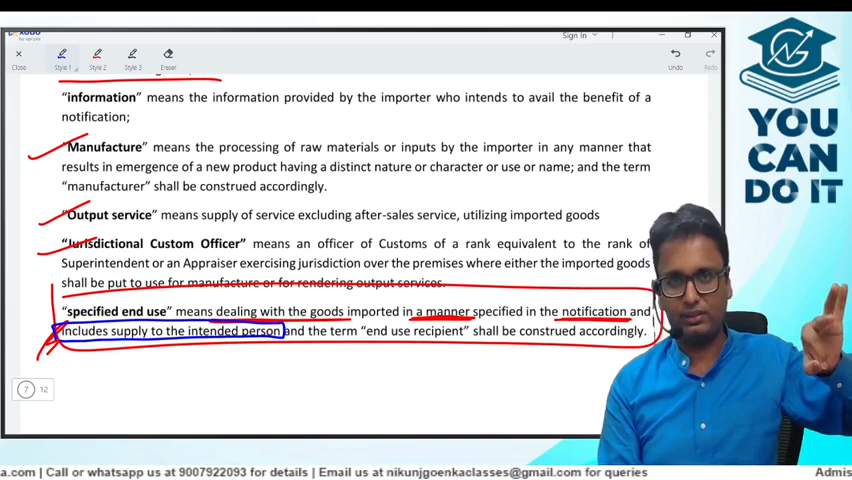 Sign In
Close
Style 1
Style 2
Style 3
Eraser
Undo
Redo
"information" means the information provided by the importer who intends to avail the benefit of a
notification;
"Manufacture" means the processing of raw materials or inputs by the importer in any manner that
results in emergence of a new product having a distinct nature or character or use or name; and the term
"manufacturer" shall be construed accordingly.
"Output service" means supply of service excluding after-sales service, utilizing imported goods
"Jurisdictional Custom Officer" means an officer of Customs of a rank equivalent to the rank of
Superintendent or an Appraiser exercising jurisdiction over the premises where either the imported goods
shall be put to use for manufacture or for rendering output services.
"specified end use" means dealing with the goods imported in a manner specified in the notification and
includes supply to the intended person and the term "end use recipient" shall be construed accordingly.
7 12
YOU
CAN
DO IT
a.com | Call or whatsapp us at 9007922093 for details | Email us at nikunjgoenkaclasses@gmail.com for queries
Admis